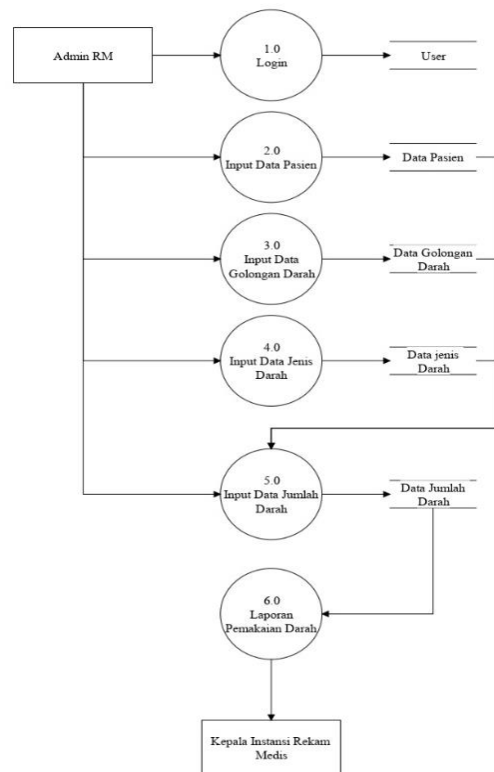 Admin RM
1.0
Login
User
2.0
Input Data Pasien
Data Pasien
3.0
Input Data
Golongan Darah
Data Golongan
Darah
4.0
Input Data Jenis
Darah
Data jenis
Darah
5.0
Input Data Jumlah
Darah
Data Jumlah
Darah
6.0
Laporan
Pemakaian Darah
Kepala Instansi Rekam
Medis